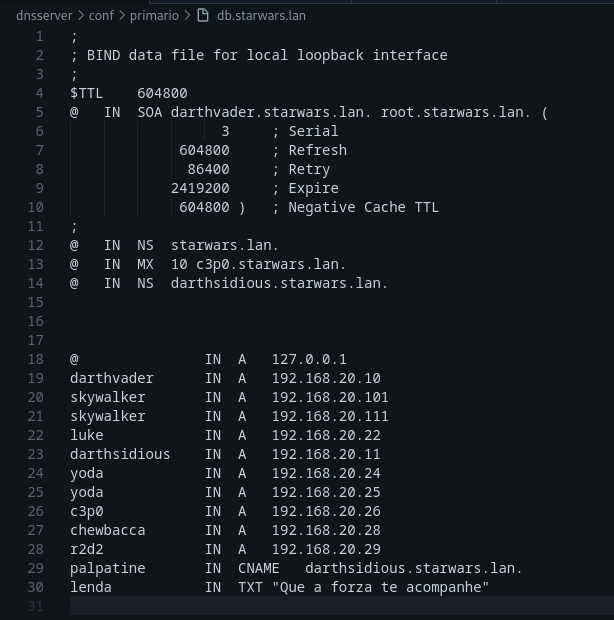 dnsserver > conf > primario > db.starwars.lan
1 ;
2 ; BIND data file for local loopback interface
3 ;
4 $TTL    604800
5 @   IN  SOA darthvader.starwars.lan. root.starwars.lan. (
6                   3     ; Serial
7              604800     ; Refresh
8               86400     ; Retry
9             2419200     ; Expire
10             604800 )   ; Negative Cache TTL
11 ;
12 @   IN  NS  starwars.lan.
13 @   IN  MX  10 c3p0.starwars.lan.
14 @   IN  NS  darthsidious.starwars.lan.
15
16
17
18 @               IN  A   127.0.0.1
19 darthvader      IN  A   192.168.20.10
20 skywalker       IN  A   192.168.20.101
21 skywalker       IN  A   192.168.20.111
22 luke            IN  A   192.168.20.22
23 darthsidious    IN  A   192.168.20.11
24 yoda            IN  A   192.168.20.24
25 yoda            IN  A   192.168.20.25
26 c3p0            IN  A   192.168.20.26
27 chewbacca       IN  A   192.168.20.28
28 r2d2            IN  A   192.168.20.29
29 palpatine       IN  CNAME   darthsidious.starwars.lan.
30 lenda           IN  TXT "Que a forza te acompanhe"
31